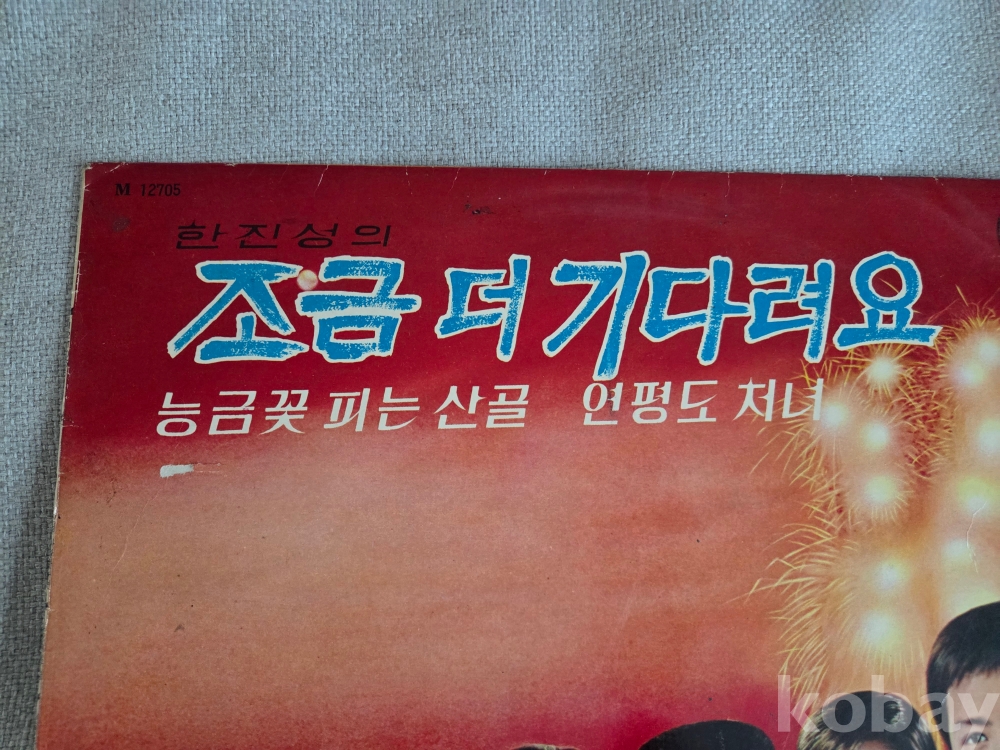 M 12705
한진성의
조금 더 기다려요
능금꽃 피는 산골 연평도 처녀
kobay